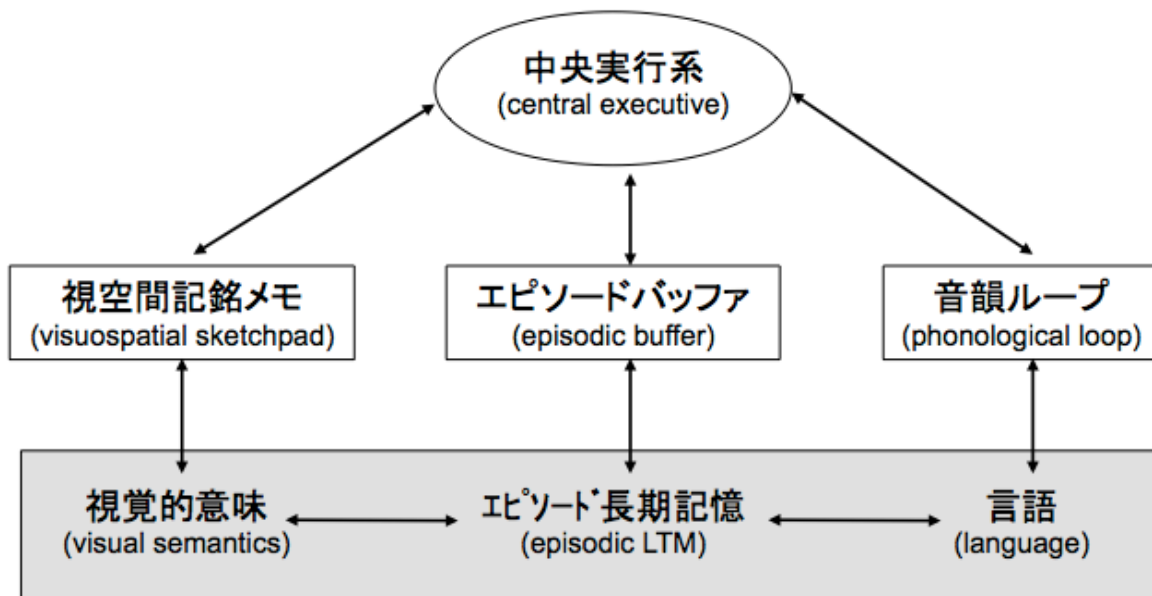 中央実行系
(central executive)
視空間記銘メモ
(visuospatial sketchpad)
エピソードバッファ
(episodic buffer)
音韻ループ
(phonological loop)
視覚的意味
(visual semantics)
ｴﾋﾟｿｰﾄﾞ長期記憶
(episodic LTM)
言語
(language)